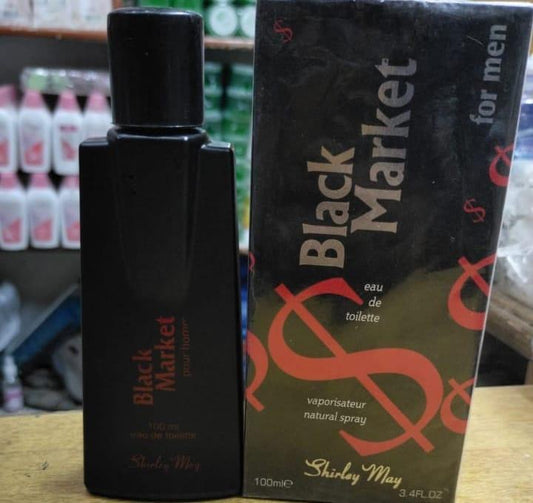 Black
Market
pour homme
100 ml
eau de toilette
Shirley May
Black
Market
for men
eau
de
toilette
vaporisateur
natural spray
Shirley May
100ml e
3.4FL.OZ
$
$
$
$